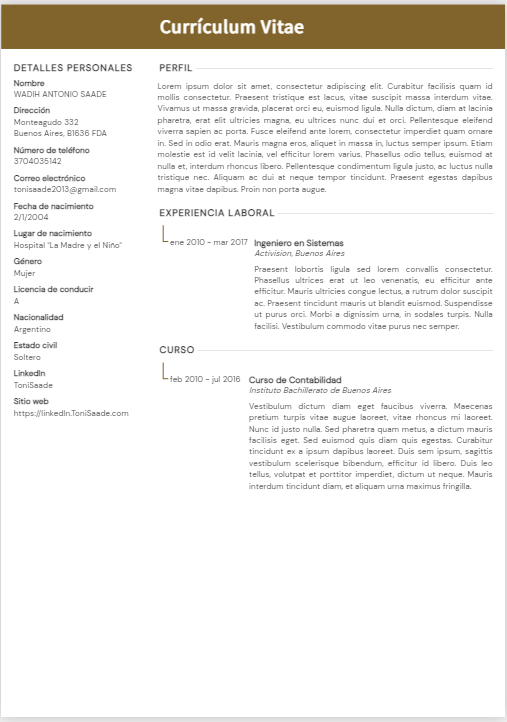 Currículum Vitae
DETALLES PERSONALES
Nombre
WADIH ANTONIO SAADE
Dirección
Monteagudo 332
Buenos Aires, B1636 FDA
Número de teléfono
3704035142
Correo electrónico
tonisaade2013@gmail.com
Fecha de nacimiento
2/1/2004
Lugar de nacimiento
Hospital "La Madre y el Niño"
Género
Mujer
Licencia de conducir
A
Nacionalidad
Argentino
Estado civil
Soltero
LinkedIn
ToniSaade
Sitio web
https://linkedIn.ToniSaade.com
PERFIL
Lorem ipsum dolor sit amet, consectetur adipiscing elit. Curabitur facilisis quam id
mollis consectetur. Praesent tristique est lacus, vitae suscipit massa interdum vitae.
Vivamus ut massa gravida, placerat orci eu, euismod ligula. Nulla dictum, diam at lacinia
pharetra, erat elit ultricies magna, eu ultrices nunc dui et orci. Pellentesque eleifend
viverra sapien ac porta. Fusce eleifend ante lorem, consectetur imperdiet quam ornare
in. Sed in odio erat. Mauris magna eros, aliquet in massa in, luctus semper ipsum. Etiam
molestie est id velit lacinia, vel efficitur lorem varius. Phasellus odio tellus, euismod at
nulla et, interdum rhoncus libero. Pellentesque condimentum ligula justo, ac luctus nulla
tristique nec. Aliquam ac dui at neque tempor tincidunt. Praesent egestas dapibus
magna vitae dapibus. Proin non porta augue.
EXPERIENCIA LABORAL
ene 2010 - mar 2017 Ingeniero en Sistemas
Activision, Buenos Aires
Praesent lobortis ligula sed lorem convallis consectetur.
Phasellus ultrices erat ut leo venenatis, eu efficitur ante
efficitur. Mauris ultricies congue lectus, a rutrum dolor suscipit
ac. Praesent tincidunt mauris ut blandit euismod. Suspendisse
ut purus orci. Morbi a dignissim urna, in sodales turpis. Nulla
facilisi. Vestibulum commodo vitae purus nec semper.
CURSO
feb 2010 - jul 2016 Curso de Contabilidad
Instituto Bachillerato de Buenos Aires
Vestibulum dictum diam eget faucibus viverra. Maecenas
pretium turpis vitae augue laoreet, vitae rhoncus mi laoreet.
Nunc id justo nulla. Sed pharetra quam metus, a dictum mauris
facilisis eget. Sed euismod quis diam quis egestas. Curabitur
tincidunt ex a ipsum dapibus laoreet. Duis sem ipsum, sagittis
vestibulum scelerisque bibendum, efficitur id libero. Duis leo
tellus, volutpat et porttitor imperdiet, dictum ut neque. Mauris
interdum tincidunt diam, et aliquam urna maximus fringilla.